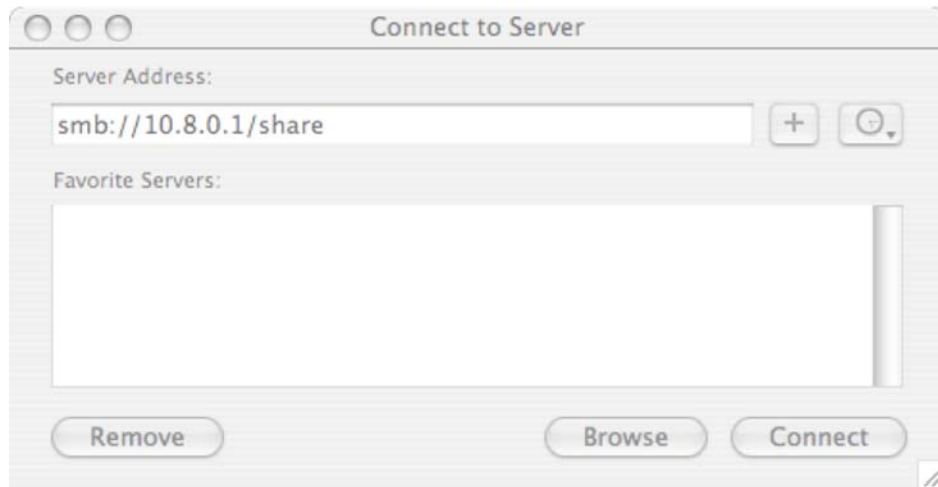 Connect to Server
Server Address:
smb://10.8.0.1/share
+
Favorite Servers:
Remove
Browse
Connect